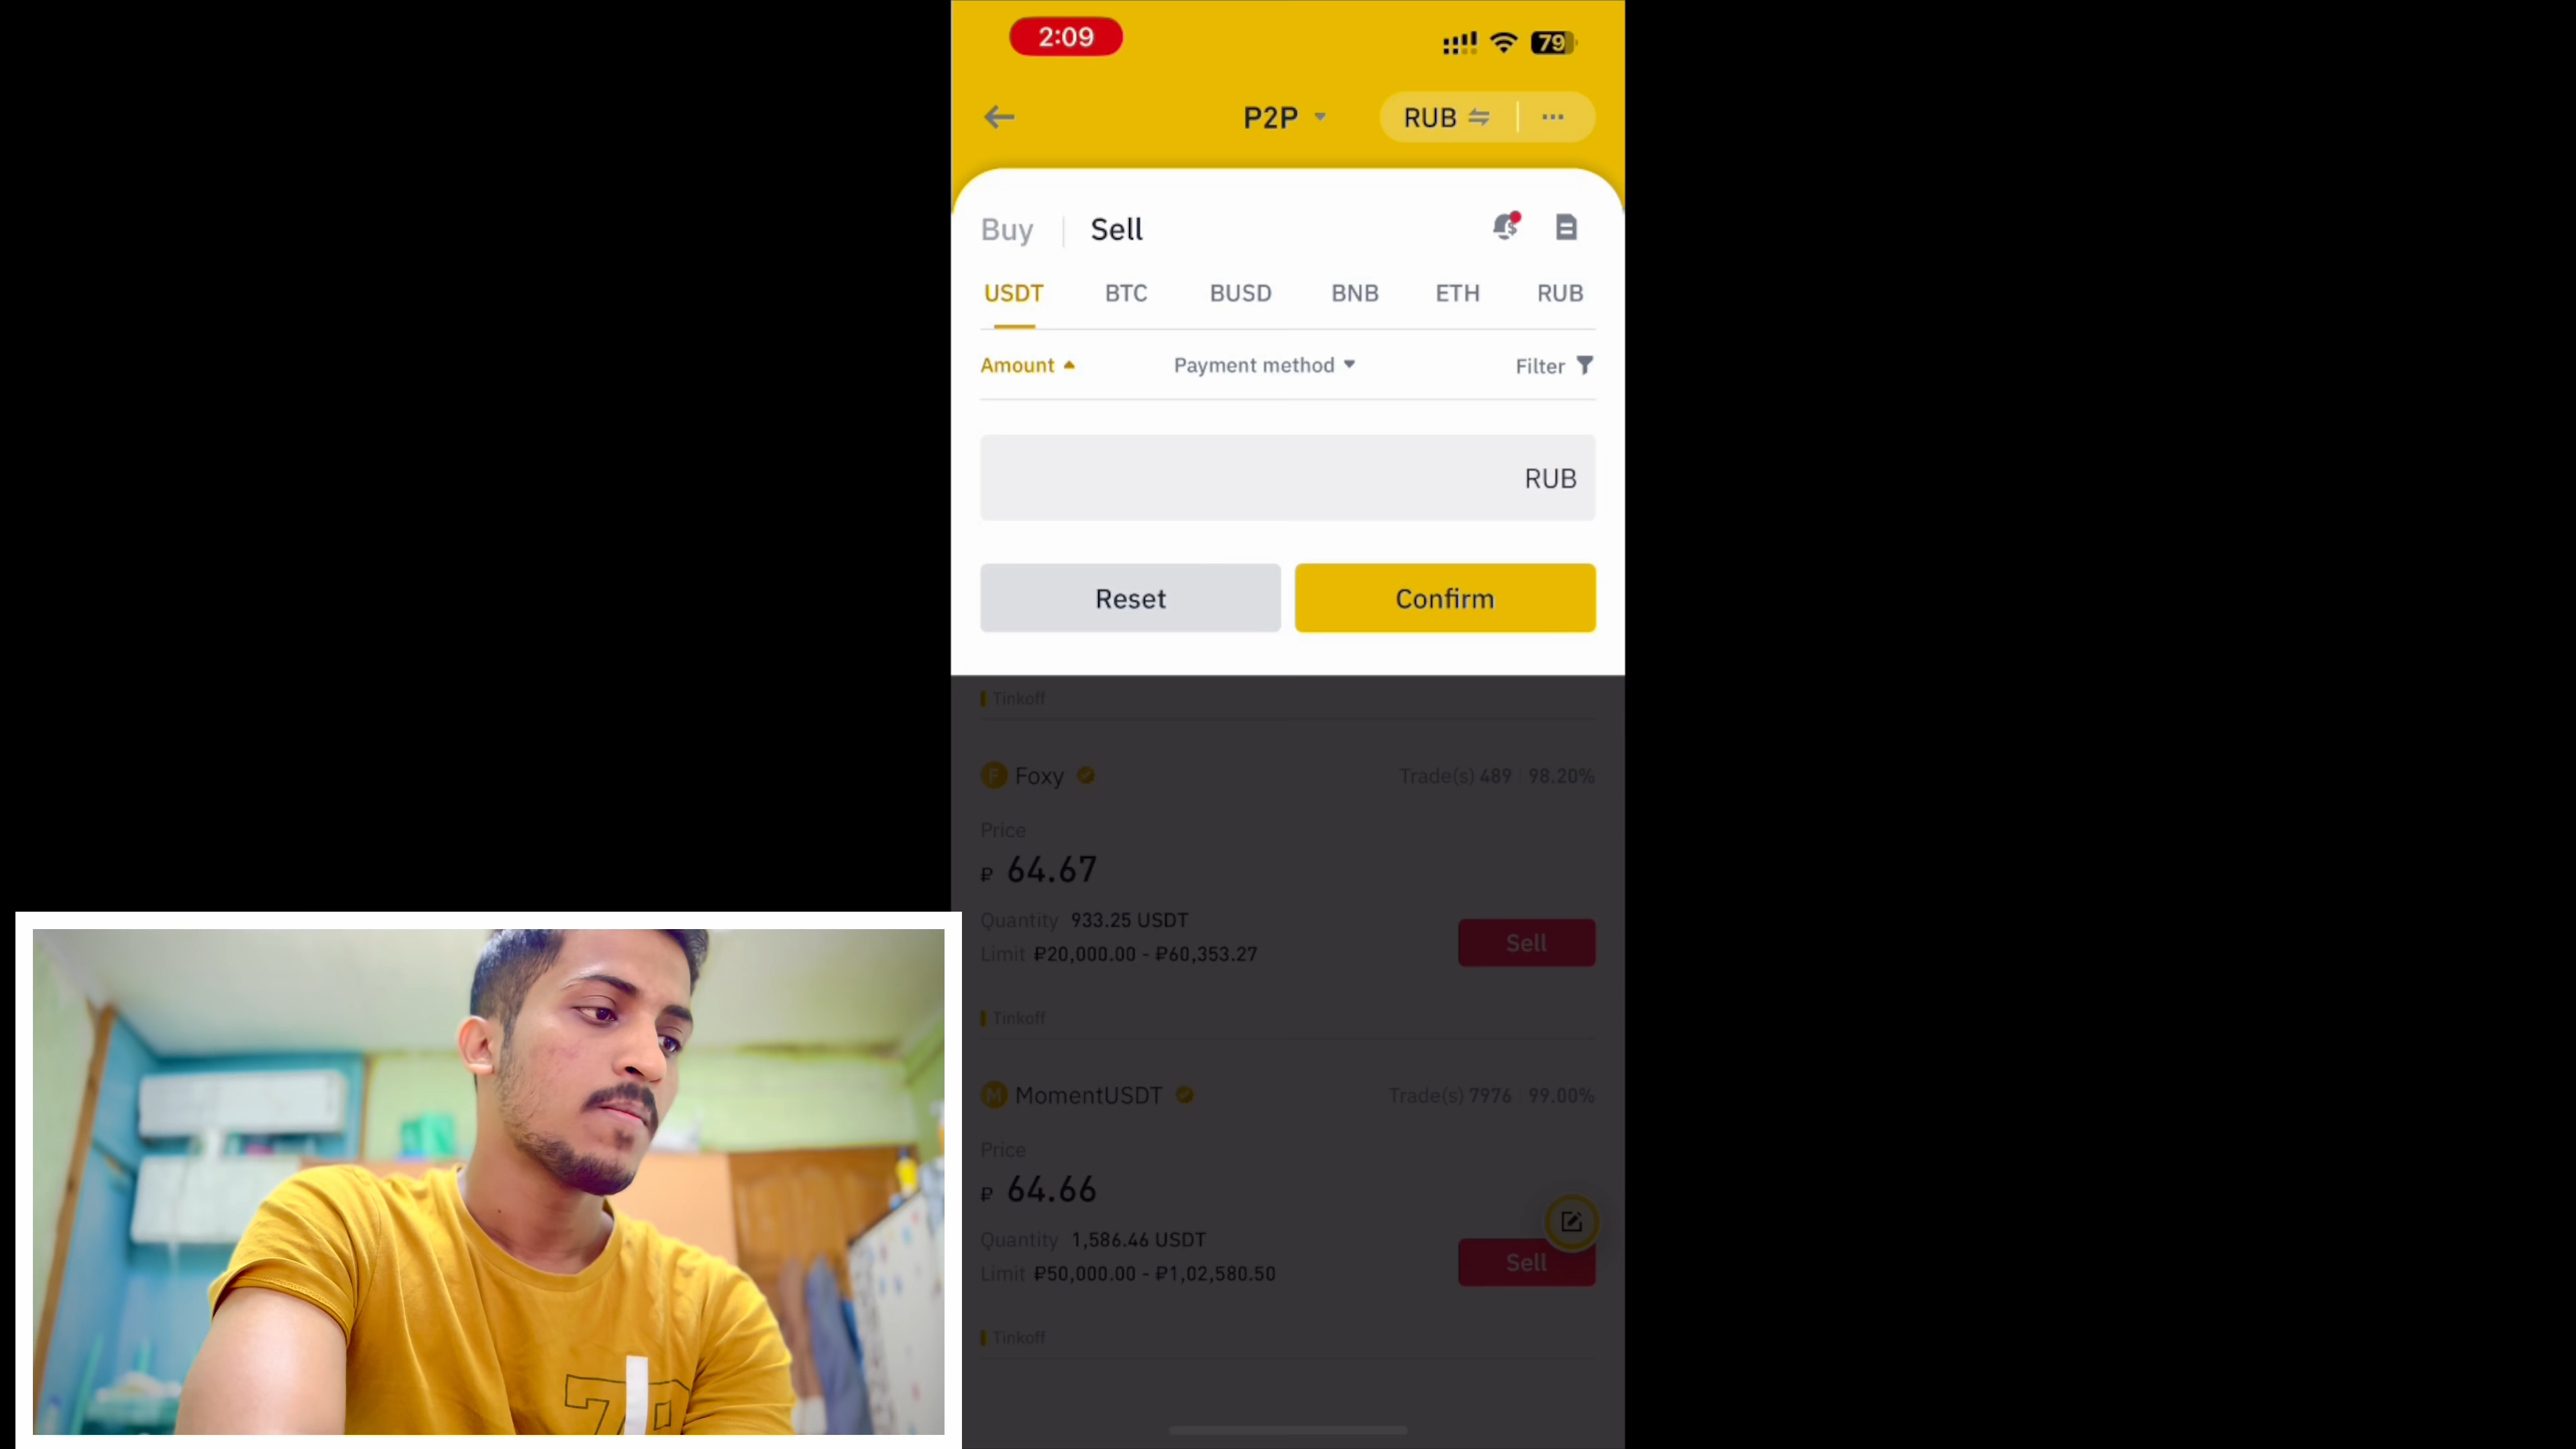 2:09
79
P2P
RUB
Buy
Sell
USDT BTC BUSD BNB ETH RUB
Amount Payment method Filter
RUB
Reset Confirm
Tinkoff
F Foxy Trade(s) 489 98.20%
Price
₽ 64.67
Quantity 933.25 USDT
Limit ₽20,000.00 - ₽60,353.27
Sell
Tinkoff
M MomentUSDT Trade(s) 7976 99.00%
Price
₽ 64.66
Quantity 1,586.46 USDT
Limit ₽50,000.00 - ₽1,02,580.50
Sell
Tinkoff